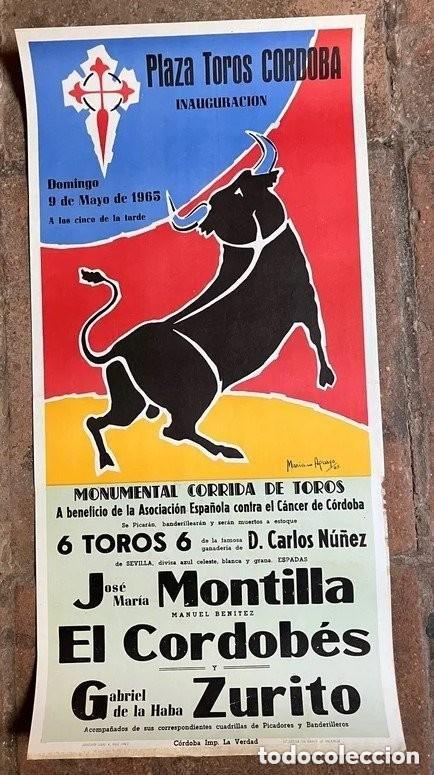 Plaza Toros CORDOBA
INAUGURACION
Domingo
9 de Mayo de 1965
A las cinco de la tarde
Mariano Aguayo
MONUMENTAL CORRIDA DE TOROS
A beneficio de la Asociación Española contra el Cáncer de Córdoba
Se Picarán, banderillearán y serán muertos a estoque
6 TOROS 6 de la famosa ganadería de D. Carlos Núñez
de SEVILLA, divisa azul celeste, blanca y grana. ESPADAS
José María Montilla
MANUEL BENITEZ
El Cordobés
Y
Gabriel de la Haba Zurito
Acompañados de sus correspondientes cuadrillas de Picadores y Banderilleros
Córdoba Imp. La Verdad
todocoleccion